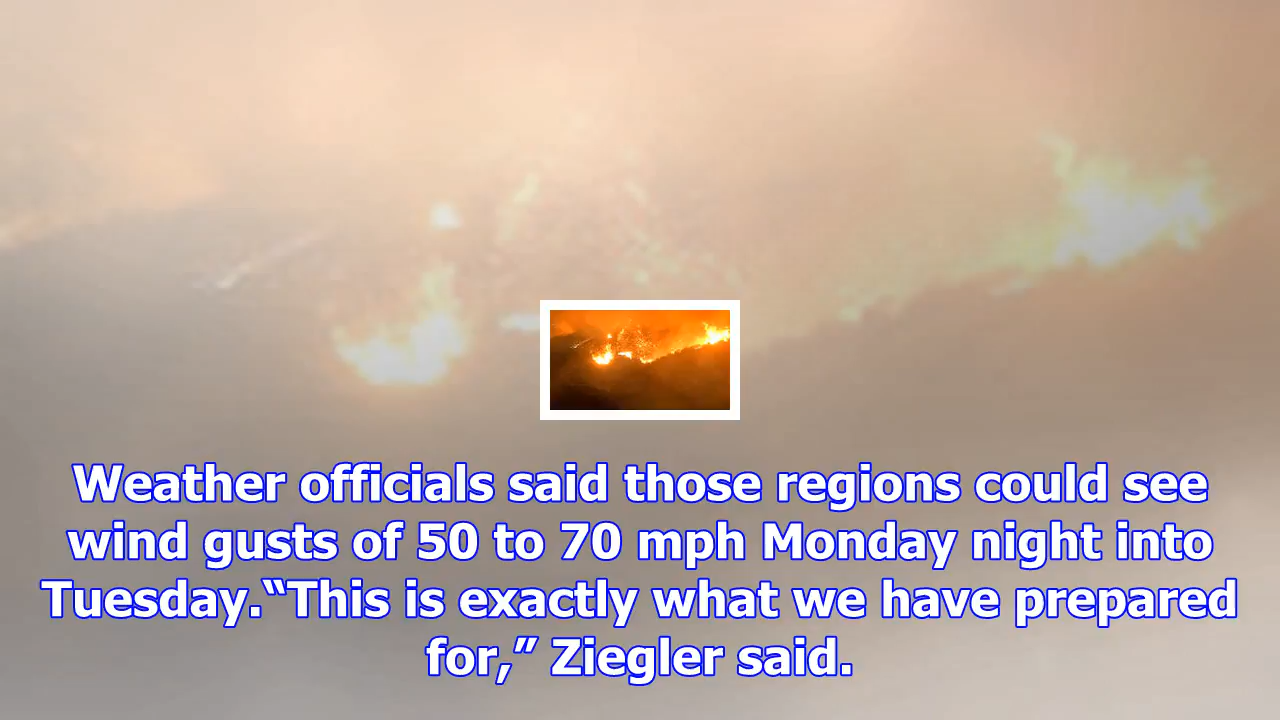 Weather officials said those regions could see
wind gusts of 50 to 70 mph Monday night into
Tuesday.“This is exactly what we have prepared
for,” Ziegler said.